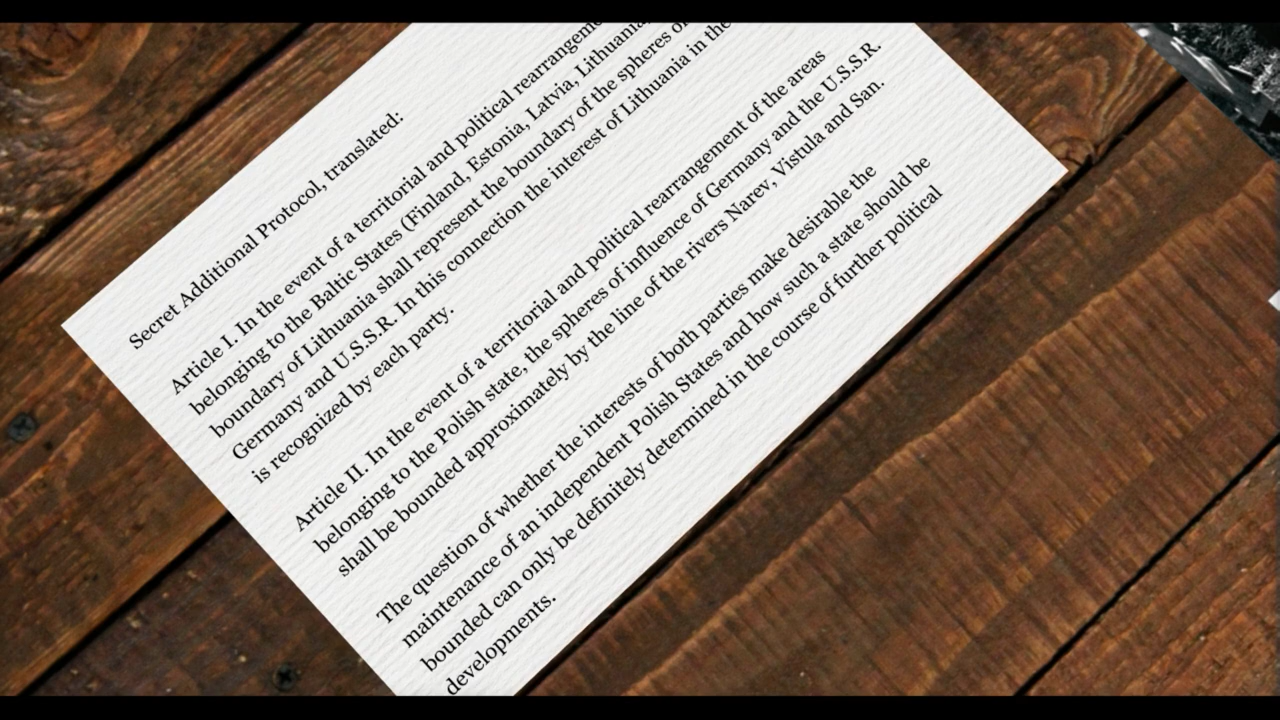 Secret Additional Protocol, translated:
Article I. In the event of a territorial and political
belonging to the Baltic States (Finland, Estonia, Latvia, Lithuania,
boundary of Lithuania shall represent the boundary of the spheres
Germany and U.S.S.R. In this connection the interest of Lithuania in the
is recognized by each party.
Article II. In the event of a territorial and political rearrangement of the areas
belonging to the Polish state, the spheres of influence of Germany and the U.S.S.R.
shall be bounded approximately by the line of the rivers Narev, Vistula and San.
The question of whether the interests of both parties make desirable the
maintenance of an independent Polish States and how such a state should be
bounded can only be definitely determined in the course of further political
developments.